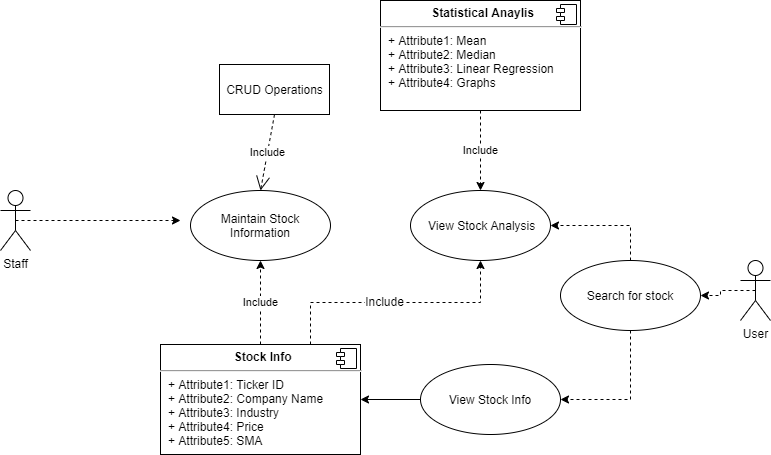 Statistical Anaylis
+ Attribute1: Mean
+ Attribute2: Median
+ Attribute3: Linear Regression
+ Attribute4: Graphs
CRUD Operations
Include
Include
Maintain Stock
Information
View Stock Analysis
Staff
Search for stock
User
Include
Include
Stock Info
+ Attribute1: Ticker ID
+ Attribute2: Company Name
+ Attribute3: Industry
+ Attribute4: Price
+ Attribute5: SMA
View Stock Info